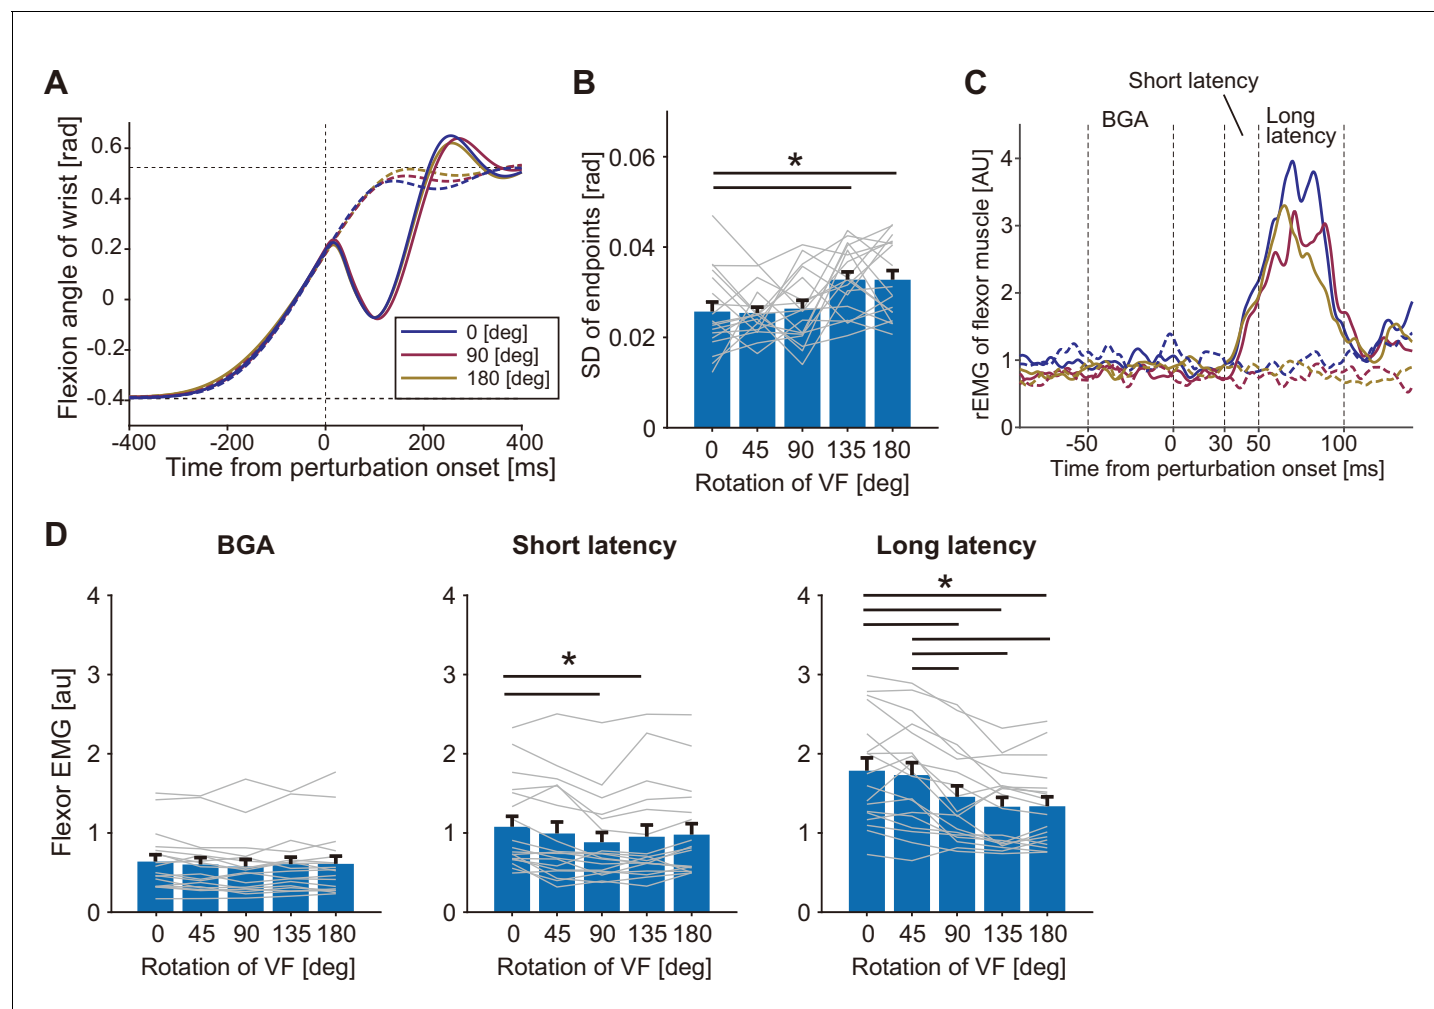 A
Flexion angle of wrist [rad]
0.6
0.4
0.2
0
-0.2
-0.4
-400
-200
0
200
400
Time from perturbation onset [ms]
0 [deg]
90 [deg]
180 [deg]
B
SD of endpoints [rad]
0.06
0.04
0.02
0
*
0 45 90 135 180
Rotation of VF [deg]
C
Short latency
BGA
Long
latency
rEMG of flexor muscle [AU]
4
3
2
1
0
-50 0 30 50 100
Time from perturbation onset [ms]
D
BGA
Flexor EMG [au]
4
3
2
1
0
0 45 90 135 180
Rotation of VF [deg]
Short latency
4
3
2
1
0
*
0 45 90 135 180
Rotation of VF [deg]
Long latency
4
3
2
1
0
*
0 45 90 135 180
Rotation of VF [deg]